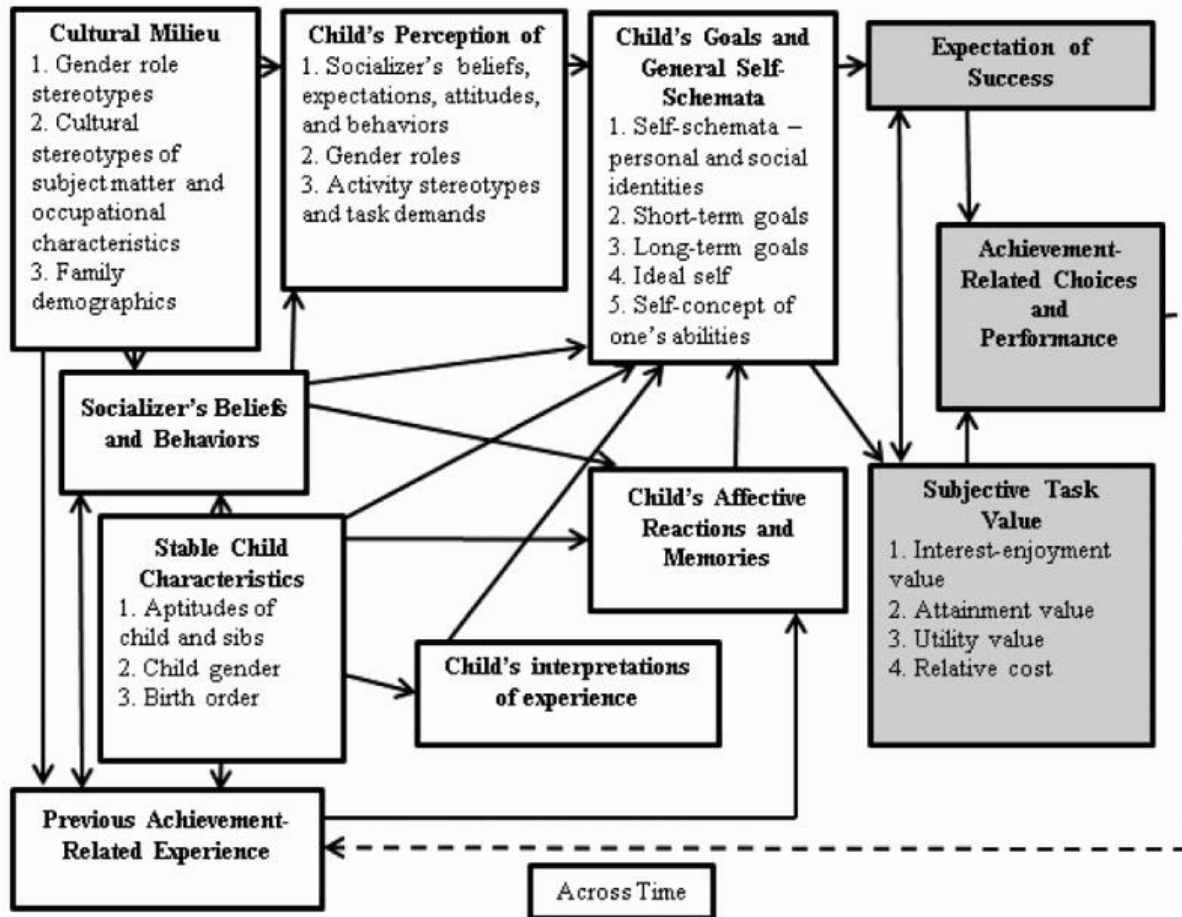 Cultural Milieu
1. Gender role
stereotypes
2. Cultural
stereotypes of
subject matter and
occupational
characteristics
3. Family
demographics
Child's Perception of
1. Socializer's beliefs,
expectations, attitudes,
and behaviors
2. Gender roles
3. Activity stereotypes
and task demands
Child's Goals and
General Self-
Schemata
1. Self-schemata –
personal and social
identities
2. Short-term goals
3. Long-term goals
4. Ideal self
5. Self-concept of
one's abilities
Expectation of
Success
Achievement-
Related Choices
and
Performance
Socializer's Beliefs
and Behaviors
Stable Child
Characteristics
1. Aptitudes of
child and sibs
2. Child gender
3. Birth order
Child's Affective
Reactions and
Memories
Subjective Task
Value
1. Interest-enjoyment
value
2. Attainment value
3. Utility value
4. Relative cost
Child's interpretations
of experience
Previous Achievement-
Related Experience
Across Time